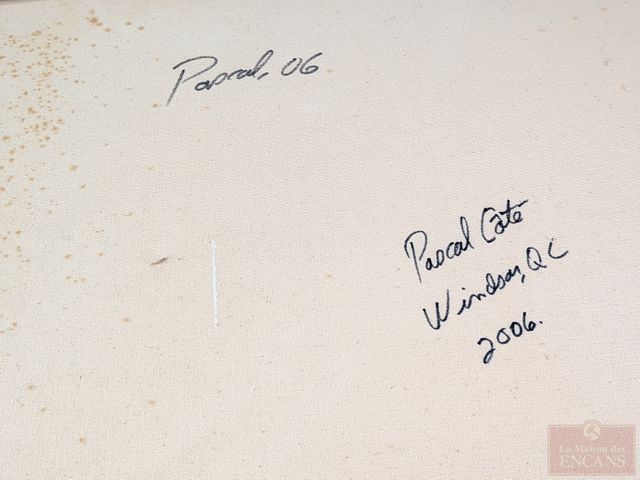 Pascal, 06
Pascal Côté
Windsor, QC
2006.
La Maison des
ENCANS